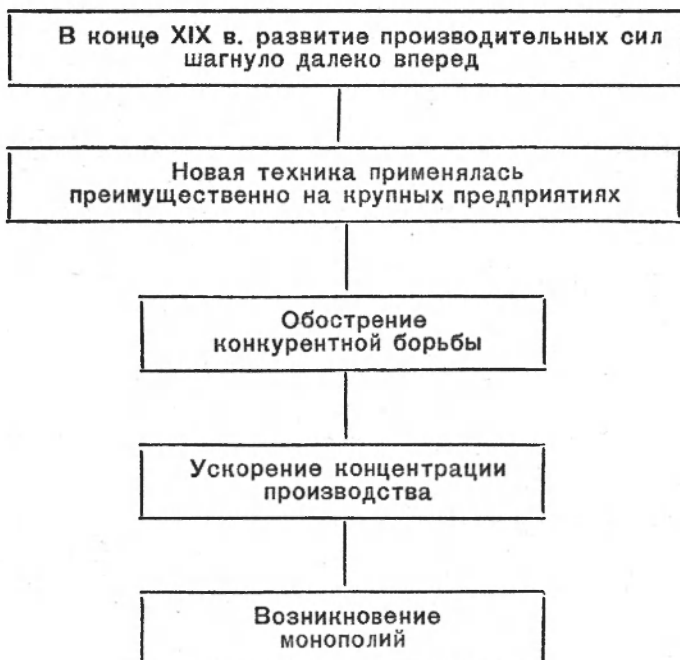 В конце XIX в. развитие производительных сил
шагнуло далеко вперед
Новая техника применялась
преимущественно на крупных предприятиях
Обострение
конкурентной борьбы
Ускорение концентрации
производства
Возникновение
монополий